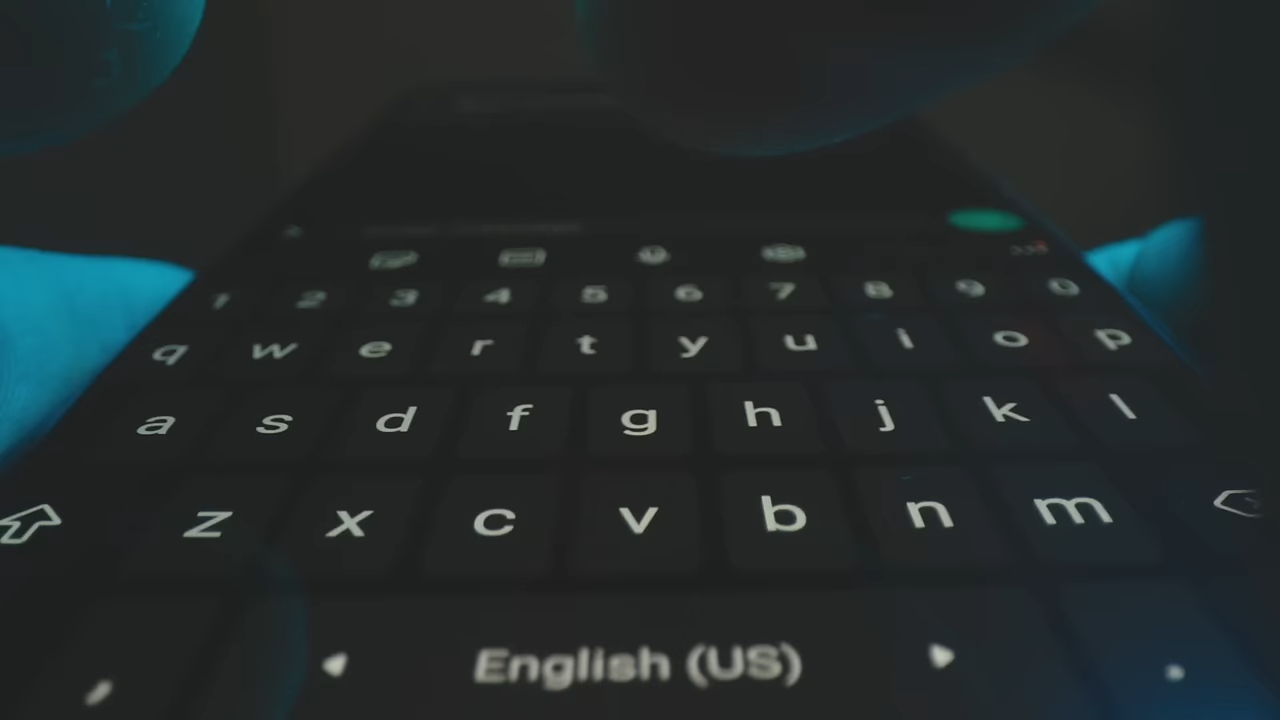 1 2 3 4 5 6 7 8 9 0
q w e r t y u i o p
a s d f g h j k l
z x c v b n m
, English (US) .